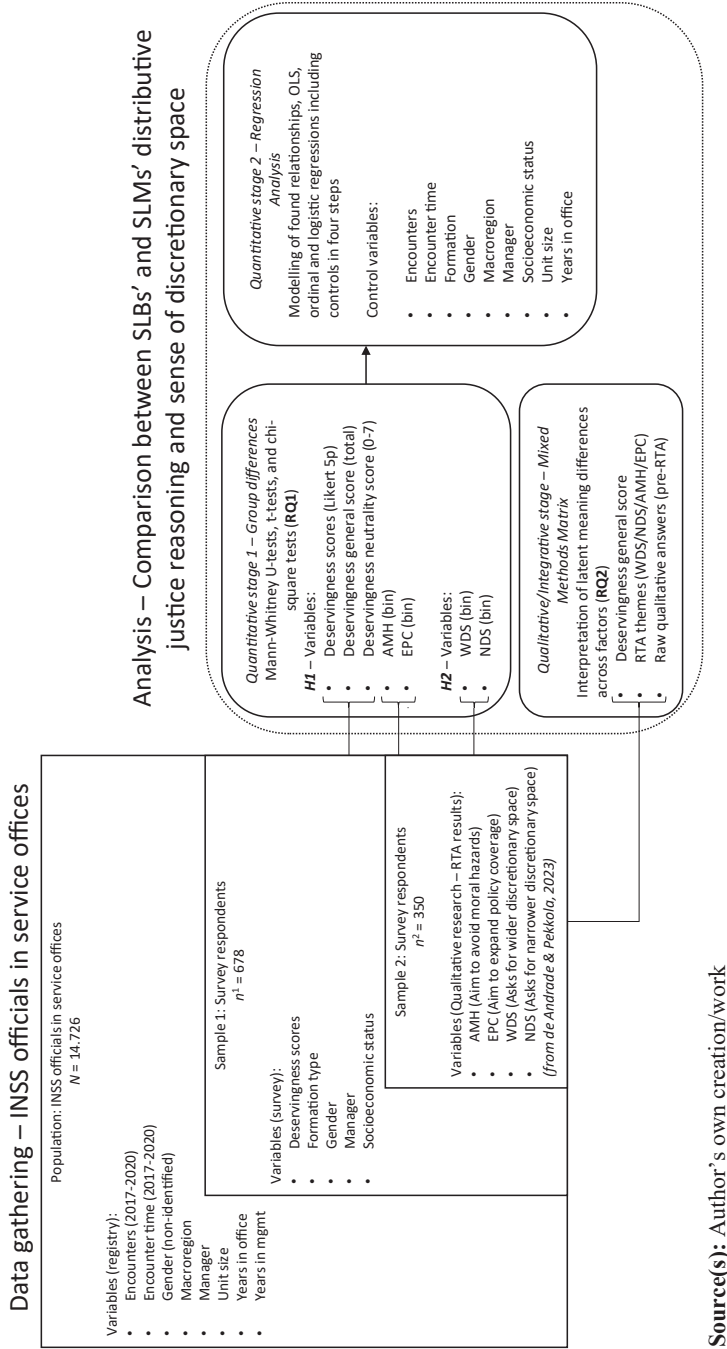 Data gathering – INSS officials in service offices
Population: INSS officials in service offices
N = 14.726
Variables (registry):
• Encounters (2017-2020)
• Encounter time (2017-2020)
• Gender (non-identified)
• Macroregion
• Manager
• Unit size
• Years in office
• Years in mgmt
Sample 1: Survey respondents
n¹ = 678
Variables (survey):
• Deservingness scores
• Formation type
• Gender
• Manager
• Socioeconomic status
Sample 2: Survey respondents
n² = 350
Variables (Qualitative research – RTA results):
• AMH (Aim to avoid moral hazards)
• EPC (Aim to expand policy coverage)
• WDS (Asks for wider discretionary space)
• NDS (Asks for narrower discretionary space)
(from de Andrade & Pekkola, 2023)
Analysis – Comparison between SLBs’ and SLMs’ distributive
justice reasoning and sense of discretionary space
Quantitative stage 1 – Group differences
Mann-Whitney U-tests, t-tests, and chi-
square tests (RQ1)
H1 – Variables:
• Deservingness scores (Likert 5p)
• Deservingness general score (total)
• Deservingness neutrality score (0-7)
• AMH (bin)
• EPC (bin)
H2 – Variables:
• WDS (bin)
• NDS (bin)
Qualitative/Integrative stage – Mixed
Methods Matrix
Interpretation of latent meaning differences
across factors (RQ2)
• Deservingness general score
• RTA themes (WDS/NDS/AMH/EPC)
• Raw qualitative answers (pre-RTA)
Quantitative stage 2 – Regression
Analysis
Modelling of found relationships, OLS,
ordinal and logistic regressions including
controls in four steps
Control variables:
• Encounters
• Encounter time
• Formation
• Gender
• Macroregion
• Manager
• Socioeconomic status
• Unit size
• Years in office
Source(s): Author’s own creation/work